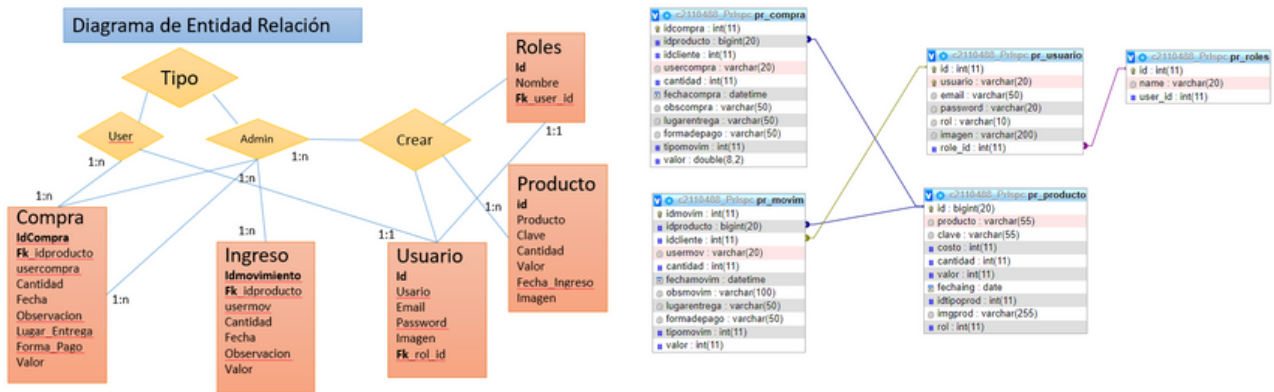 Diagrama de Entidad Relación
Tipo
User
Admin
Crear
1:n
1:n
1:n
1:n
1:n
1:n
1:1
1:1
1:n
Roles
Id
Nombre
Fk_user_id
Compra
IdCompra
Fk_idproducto
usercompra
Cantidad
Fecha
Observacion
Lugar_Entrega
Forma_Pago
Valor
Ingreso
Idmovimiento
Fk_idproducto
usermov
Cantidad
Fecha
Observacion
Valor
Usuario
Id
Usario
Email
Password
Imagen
Fk_rol_id
Producto
id
Producto
Clave
Cantidad
Valor
Fecha_Ingreso
Imagen
c2110488_Prispc.pr_compra
idcompra : int(11)
idproducto : bigint(20)
idcliente : int(11)
usercompra : varchar(20)
cantidad : int(11)
fechacompra : datetime
obscompra : varchar(50)
lugarentrega : varchar(50)
formadepago : varchar(50)
tipomovim : int(11)
valor : double(8,2)
c2110488_Prispc.pr_movim
idmovim : int(11)
idproducto : bigint(20)
idcliente : int(11)
usermov : varchar(20)
cantidad : int(11)
fechamovim : datetime
obsmovim : varchar(100)
lugarentrega : varchar(50)
formadepago : varchar(50)
tipomovim : int(11)
valor : int(11)
c2110488_Prispc.pr_usuario
id : int(11)
usuario : varchar(20)
email : varchar(50)
password : varchar(20)
rol : varchar(10)
imagen : varchar(200)
role_id : int(11)
c2110488_Prispc.pr_producto
id : bigint(20)
producto : varchar(55)
clave : varchar(55)
costo : int(11)
cantidad : int(11)
valor : int(11)
fechaing : date
idtipoprod : int(11)
imgprod : varchar(255)
rol : int(11)
c2110488_Prispc.pr_roles
id : int(11)
name : varchar(20)
user_id : int(11)